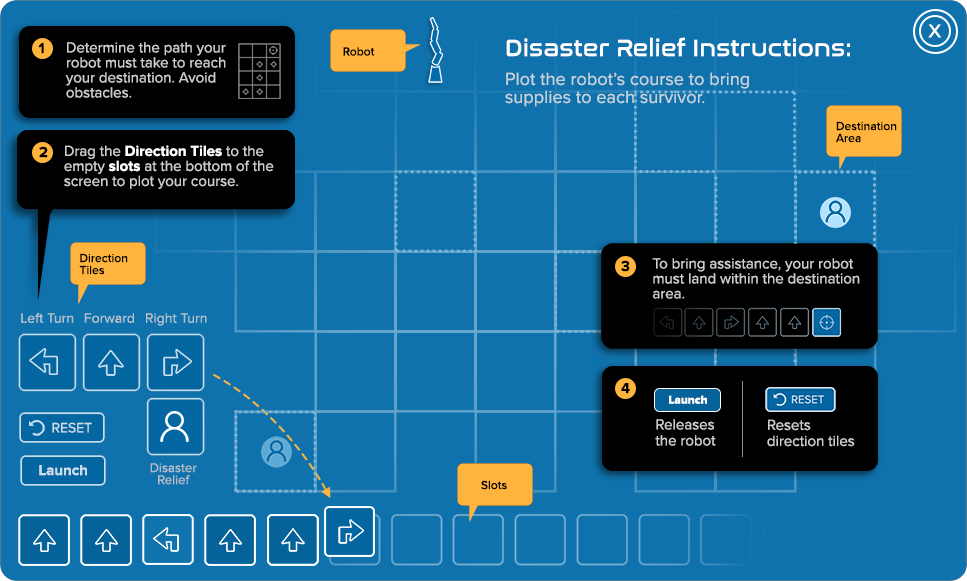 1
Determine the path your
robot must take to reach
your destination. Avoid
obstacles.
Robot
Disaster Relief Instructions:
Plot the robot's course to bring
supplies to each survivor.
X
2
Drag the Direction Tiles to the
empty slots at the bottom of the
screen to plot your course.
Destination
Area
Direction
Tiles
3
To bring assistance, your robot
must land within the destination
area.
Left Turn
Forward
Right Turn
4
Launch
Releases
the robot
RESET
Resets
direction tiles
RESET
Launch
Disaster
Relief
Slots